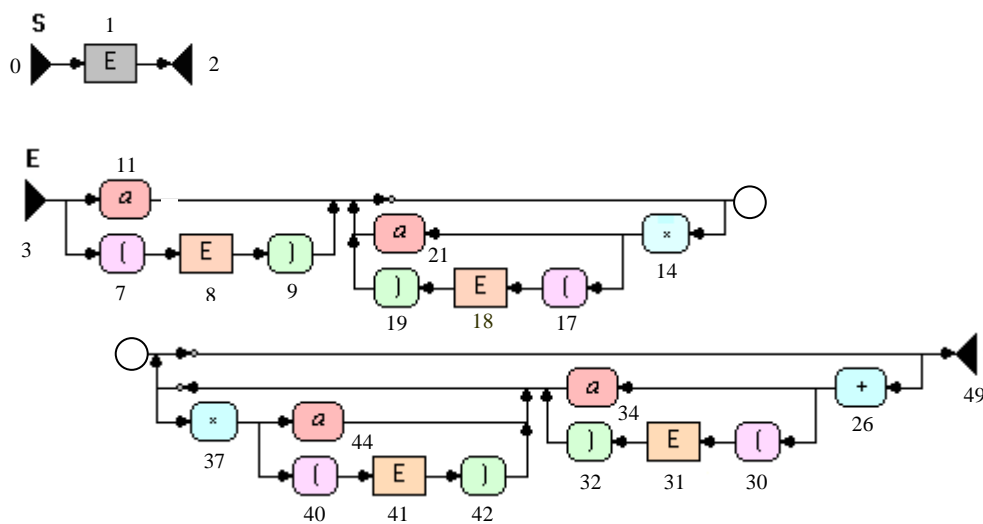 S
1
0 E 2
E
11
a
3
( E )
a ×
21 14
7 8 9
) E (
19 18 17
a +
34 26 49
× a
37 44
) E (
32 31 30
( E )
40 41 42